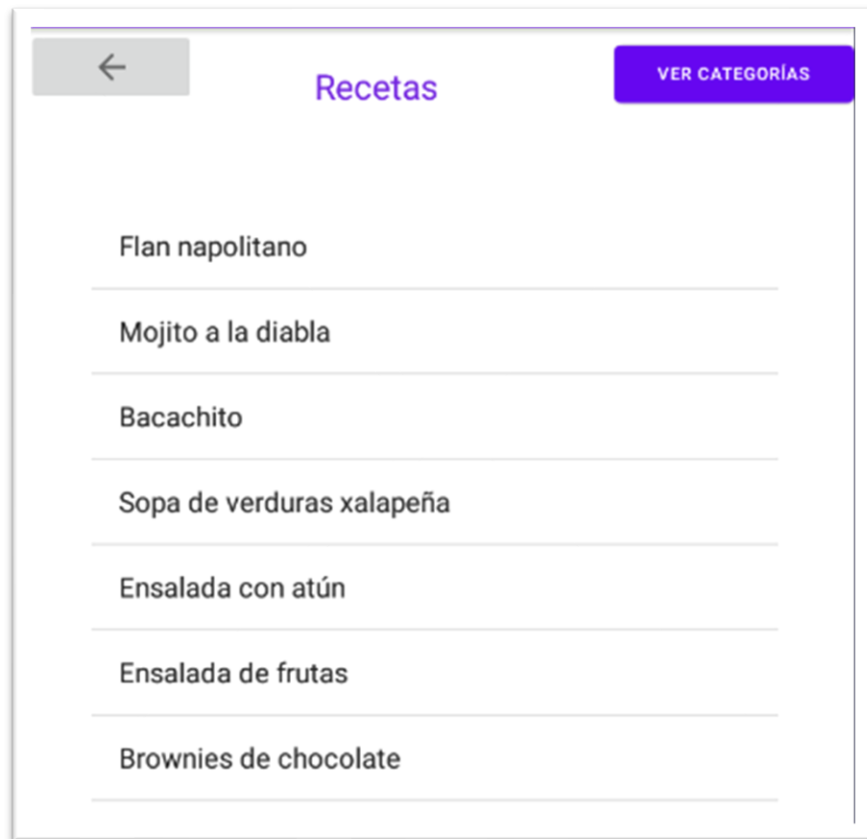 Recetas
VER CATEGORÍAS
Flan napolitano
Mojito a la diabla
Bacachito
Sopa de verduras xalapeña
Ensalada con atún
Ensalada de frutas
Brownies de chocolate